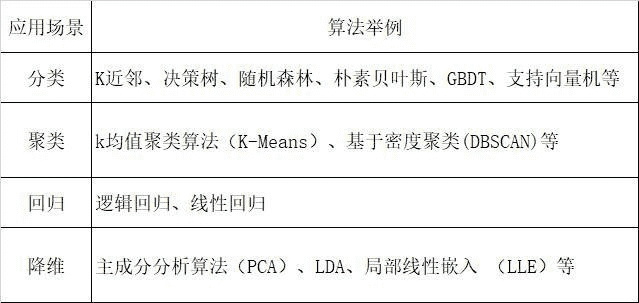 应用场景 算法举例
分类 K近邻、决策树、随机森林、朴素贝叶斯、GBDT、支持向量机等
聚类 k均值聚类算法（K-Means）、基于密度聚类(DBSCAN)等
回归 逻辑回归、线性回归
降维 主成分分析算法（PCA）、LDA、局部线性嵌入 （LLE）等